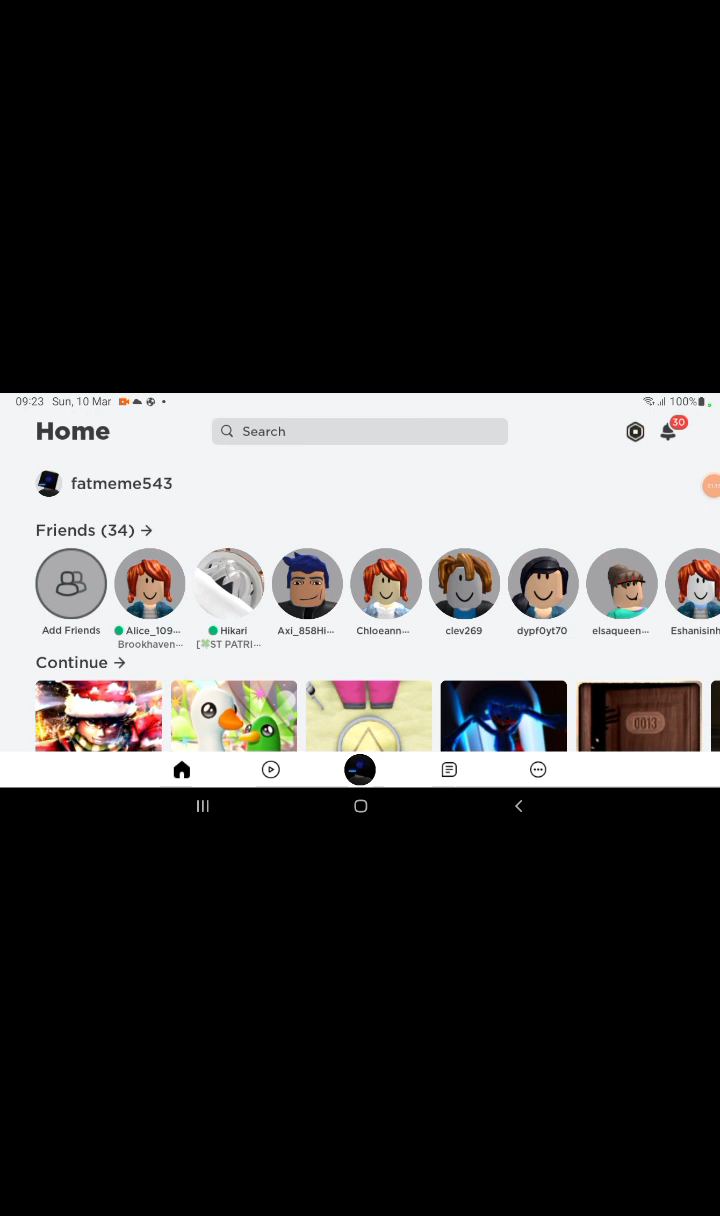 09:23 Sun, 10 Mar
100%
Home
Search
30
fatmeme543
Friends (34) →
Add Friends
Alice_109...
Hikari
Axi_858Hi...
Chloeann...
clev269
dypf0yt70
elsaqueen...
Eshanisinh
Brookhaven...
[🍀ST PATRI...
Continue →
0013